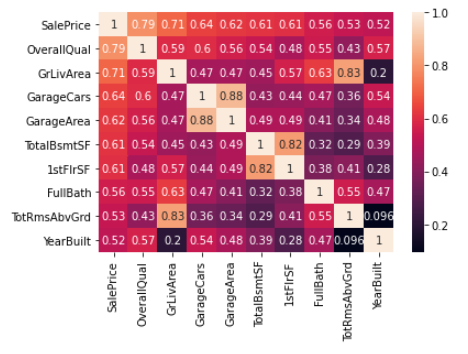 SalePrice 1 0.79 0.71 0.64 0.62 0.61 0.61 0.56 0.53 0.52
OverallQual 0.79 1 0.59 0.6 0.56 0.54 0.48 0.55 0.43 0.57
GrLivArea 0.71 0.59 1 0.47 0.47 0.45 0.57 0.63 0.83 0.2
GarageCars 0.64 0.6 0.47 1 0.88 0.43 0.44 0.47 0.36 0.54
GarageArea 0.62 0.56 0.47 0.88 1 0.49 0.49 0.41 0.34 0.48
TotalBsmtSF 0.61 0.54 0.45 0.43 0.49 1 0.82 0.32 0.29 0.39
1stFlrSF 0.61 0.48 0.57 0.44 0.49 0.82 1 0.38 0.41 0.28
FullBath 0.56 0.55 0.63 0.47 0.41 0.32 0.38 1 0.55 0.47
TotRmsAbvGrd 0.53 0.43 0.83 0.36 0.34 0.29 0.41 0.55 1 0.096
YearBuilt 0.52 0.57 0.2 0.54 0.48 0.39 0.28 0.47 0.096 1
SalePrice
OverallQual
GrLivArea
GarageCars
GarageArea
TotalBsmtSF
1stFlrSF
FullBath
TotRmsAbvGrd
YearBuilt
1.0
0.8
0.6
0.4
0.2